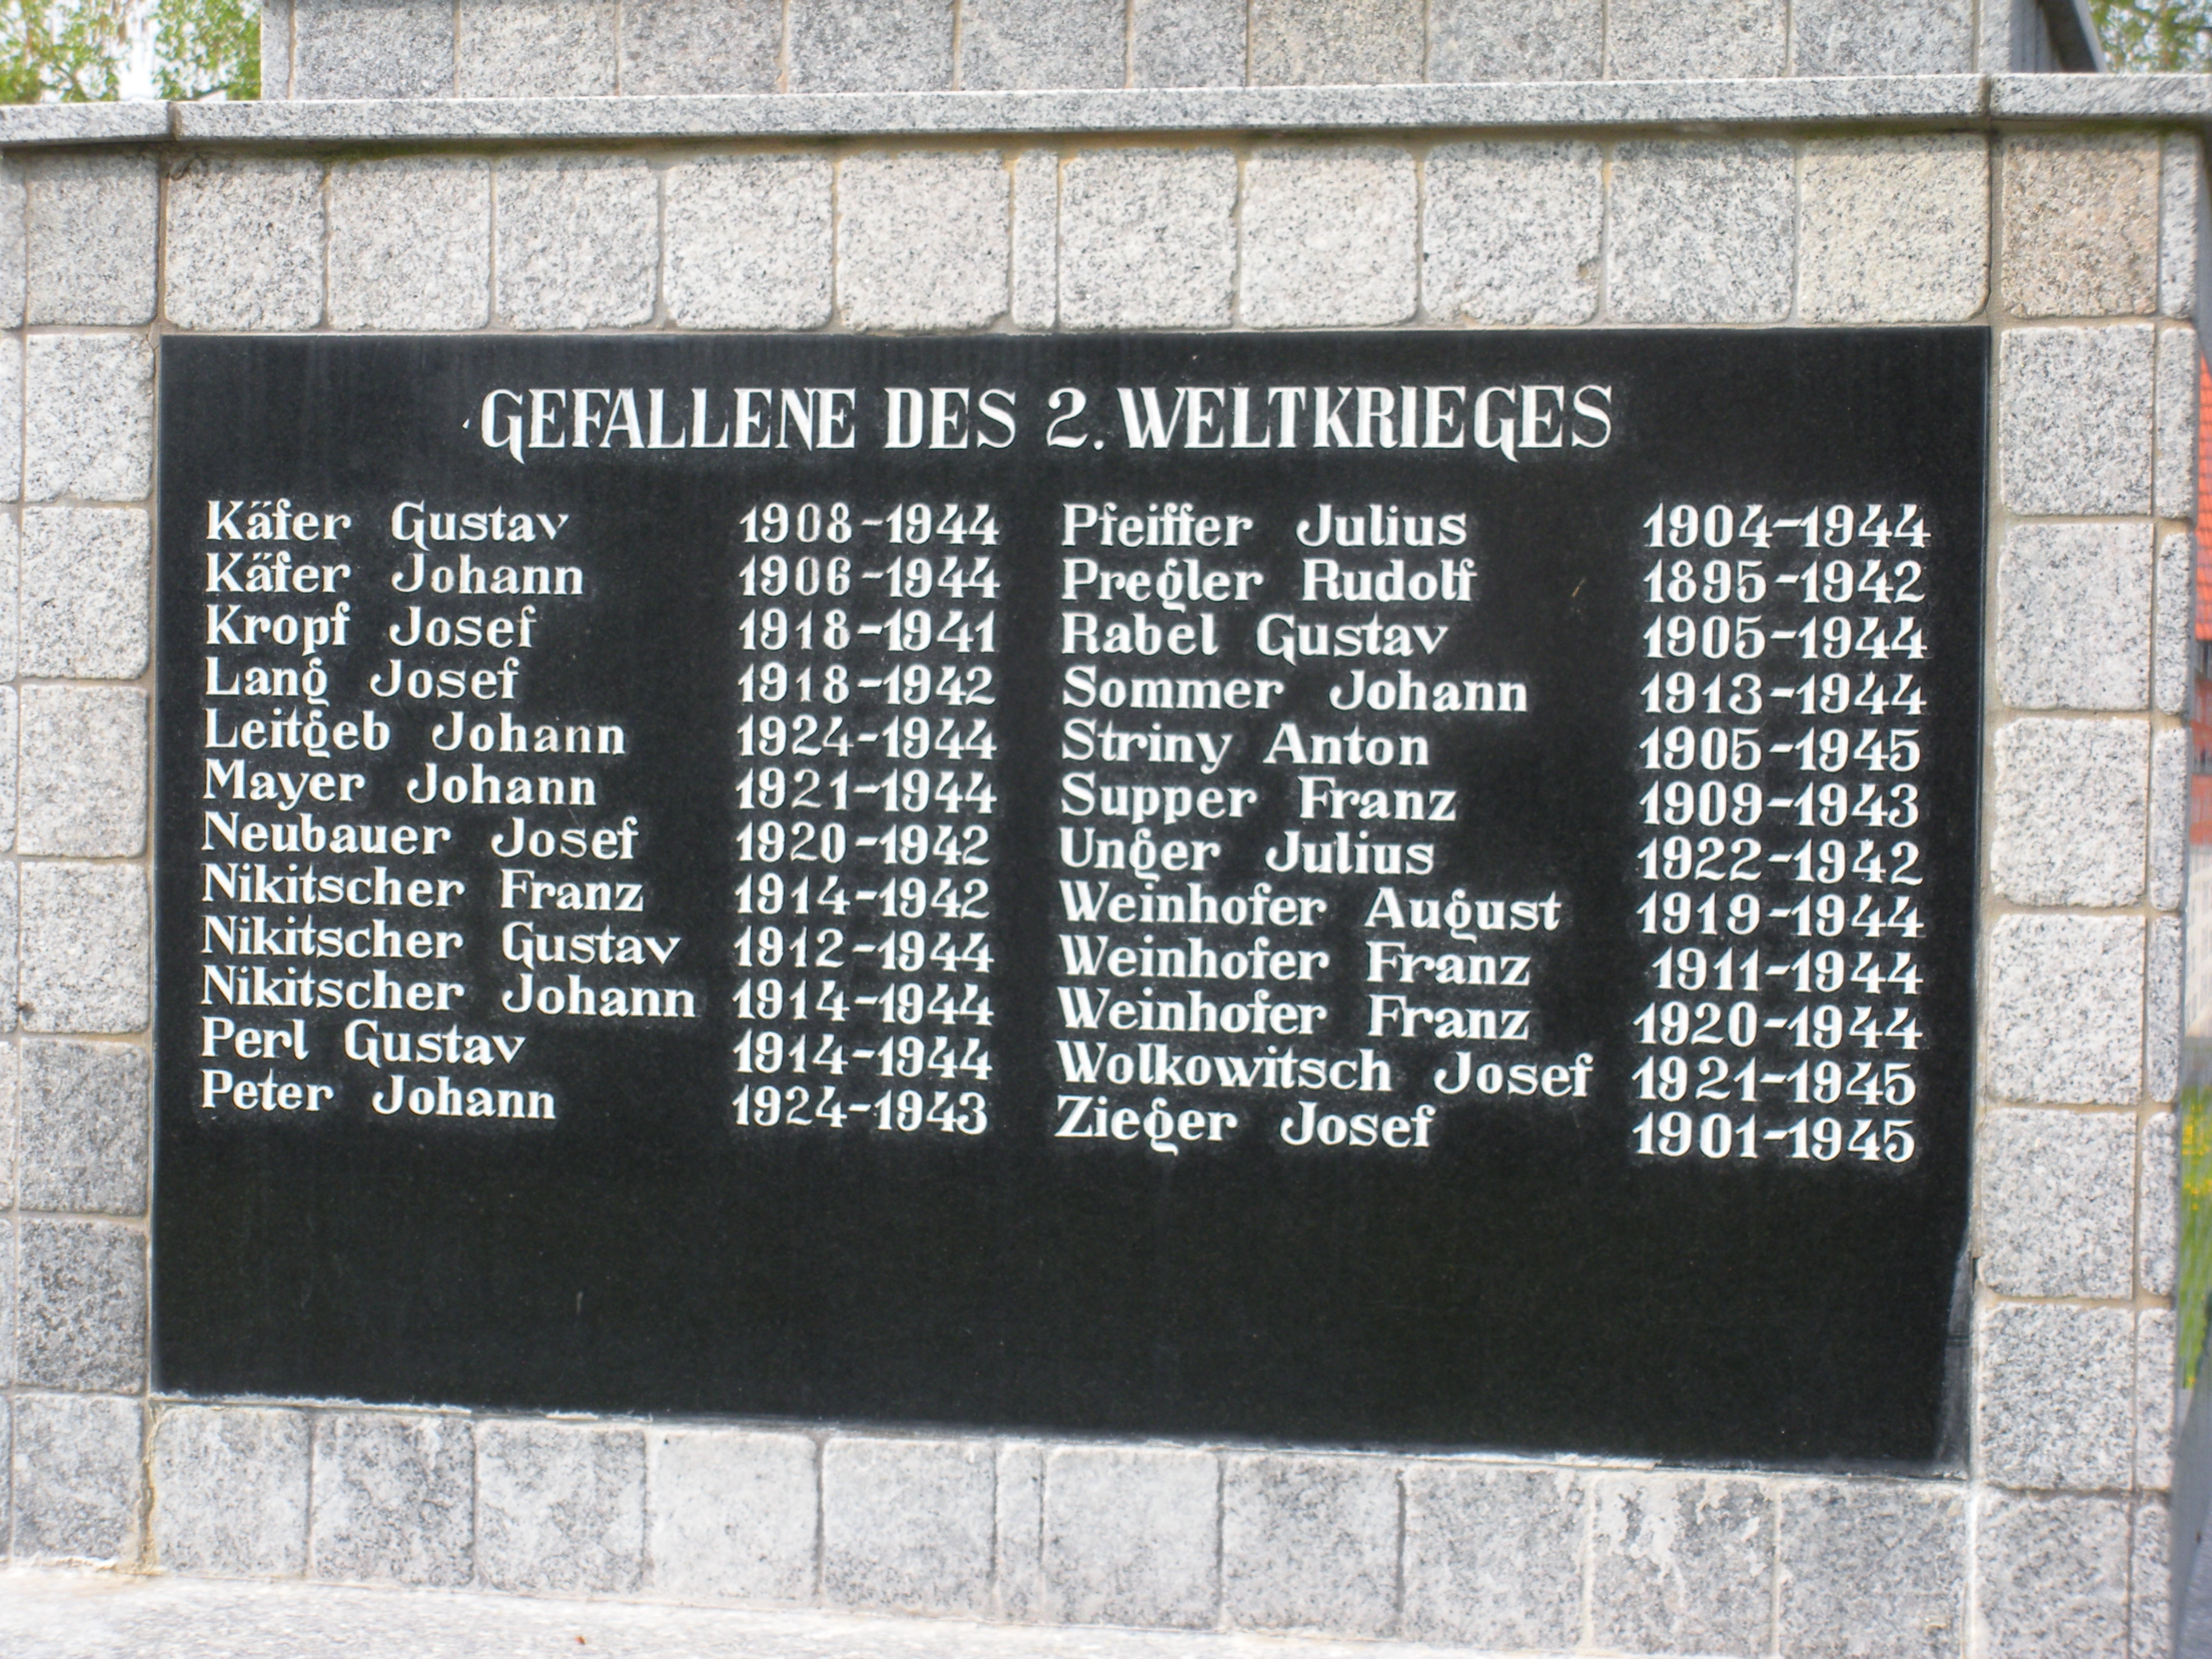 GEFALLENE DES 2. WELTKRIEGES
Käfer Gustav 1908-1944
Käfer Johann 1906-1944
Kropf Josef 1918-1941
Lang Josef 1918-1942
Leitgeb Johann 1924-1944
Mayer Johann 1921-1944
Neubauer Josef 1920-1942
Nikitscher Franz 1914-1942
Nikitscher Gustav 1912-1944
Nikitscher Johann 1914-1944
Perl Gustav 1914-1944
Peter Johann 1924-1943
Pfeiffer Julius 1904-1944
Pregler Rudolf 1895-1942
Rabel Gustav 1905-1944
Sommer Johann 1913-1944
Striny Anton 1905-1945
Supper Franz 1909-1943
Unger Julius 1922-1942
Weinhofer August 1919-1944
Weinhofer Franz 1911-1944
Weinhofer Franz 1920-1944
Wolkowitsch Josef 1921-1945
Zieger Josef 1901-1945